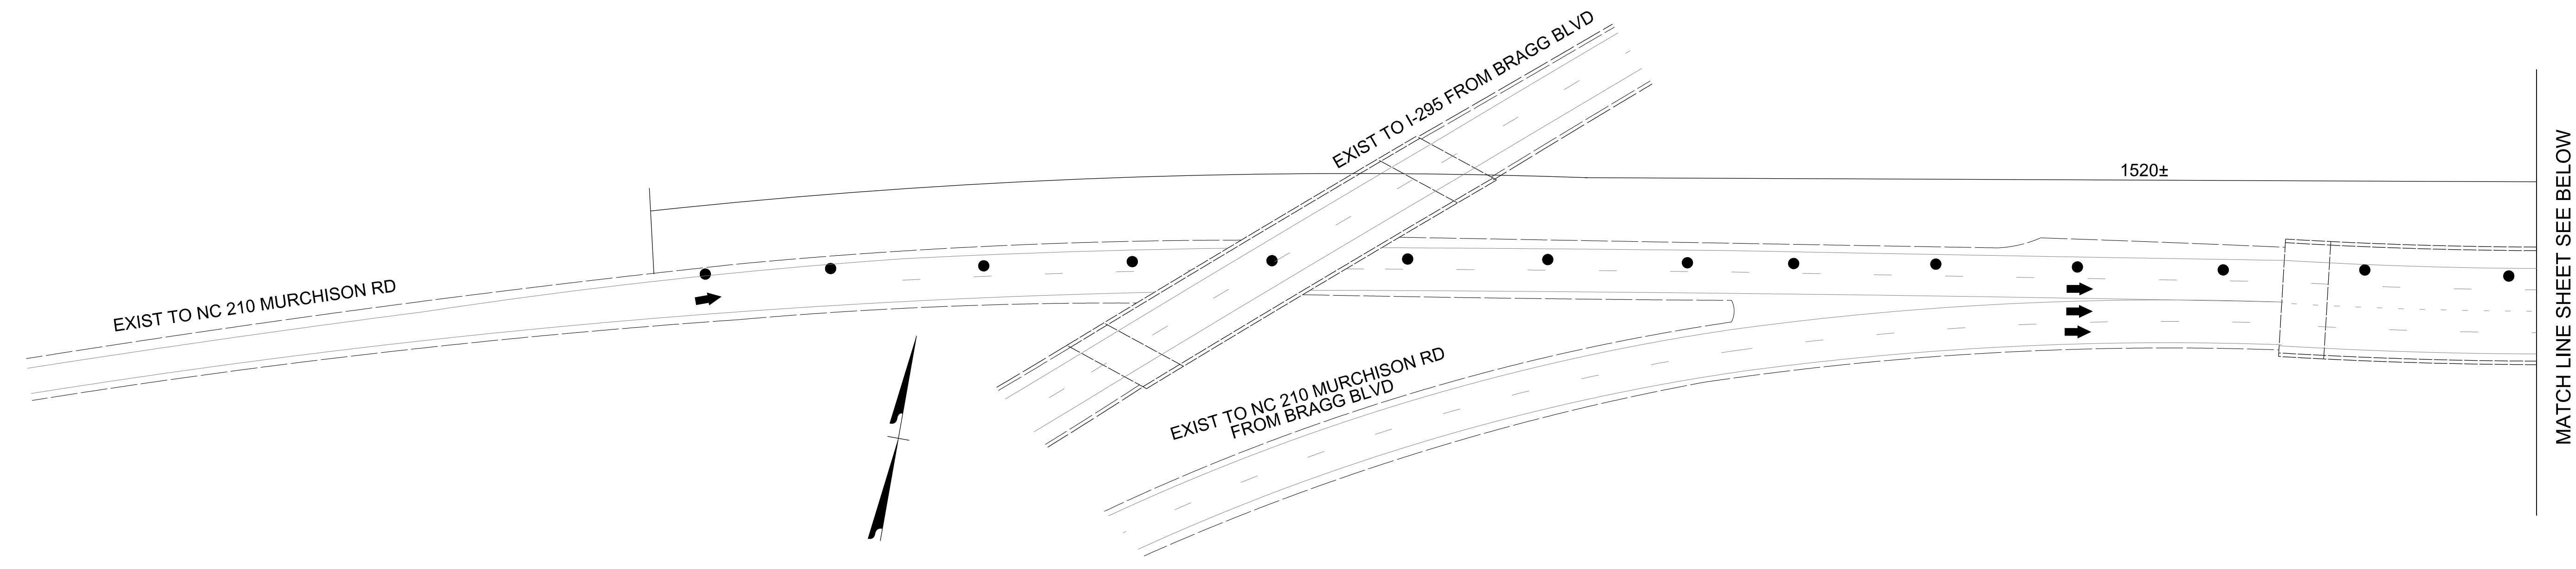 EXIST TO I-295 FROM BRAGG BLVD
1520±
MATCH LINE SHEET SEE BELOW
EXIST TO NC 210 MURCHISON RD
EXIST TO NC 210 MURCHISON RD
FROM BRAGG BLVD